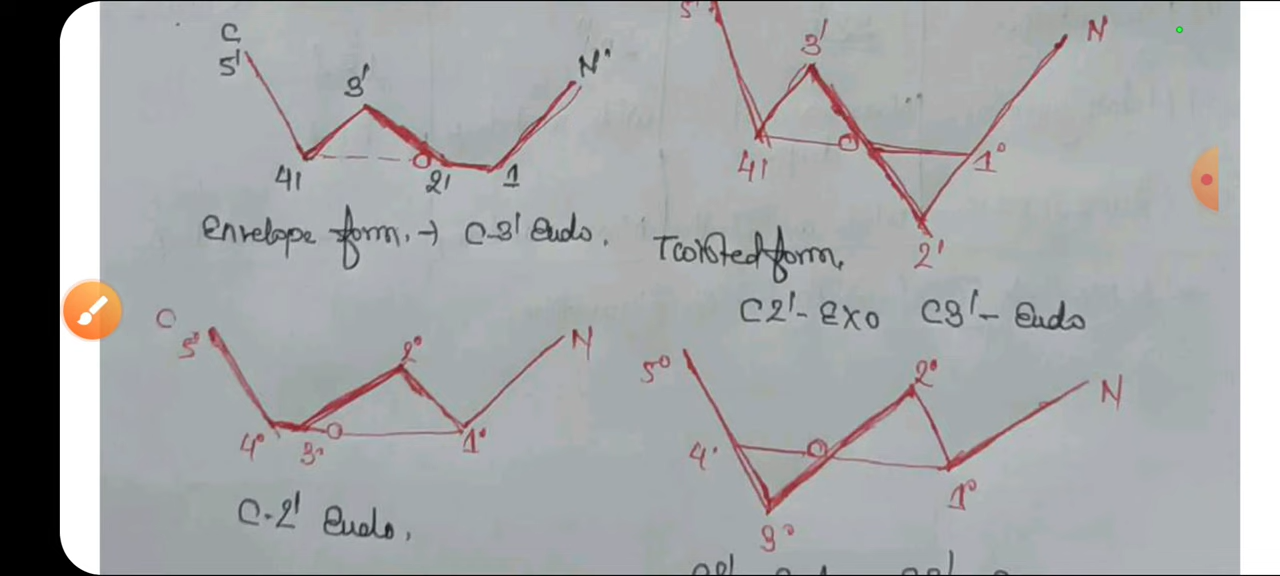 C
5'
3'
N'
4'
O
2'
1
Envelope form. → C-3' Endo.
5'
3'
N
4'
O
1°
2'
Twisted form.
C2'- Exo C3'- Endo
C
5°
2°
N
4°
3°
O
1°
C-2' Endo.
5°
2°
N
4'
O
1°
3°